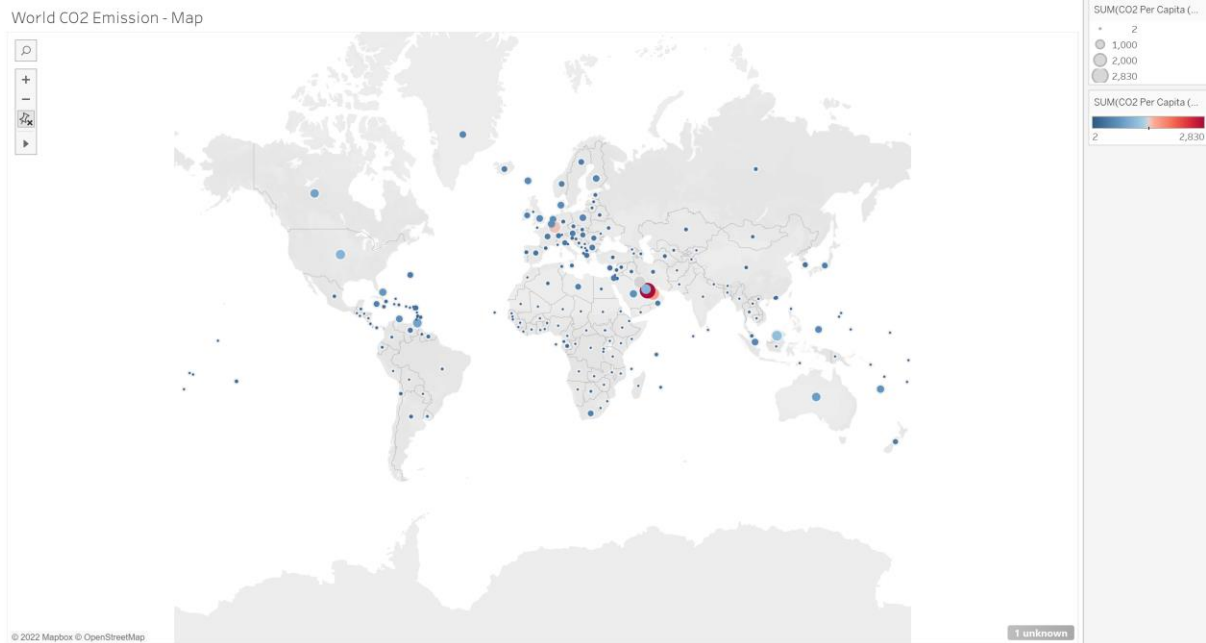 World CO2 Emission - Map
SUM(CO2 Per Capita (...
2
1,000
2,000
2,830
SUM(CO2 Per Capita (...
2 2,830
© 2022 Mapbox © OpenStreetMap
1 unknown